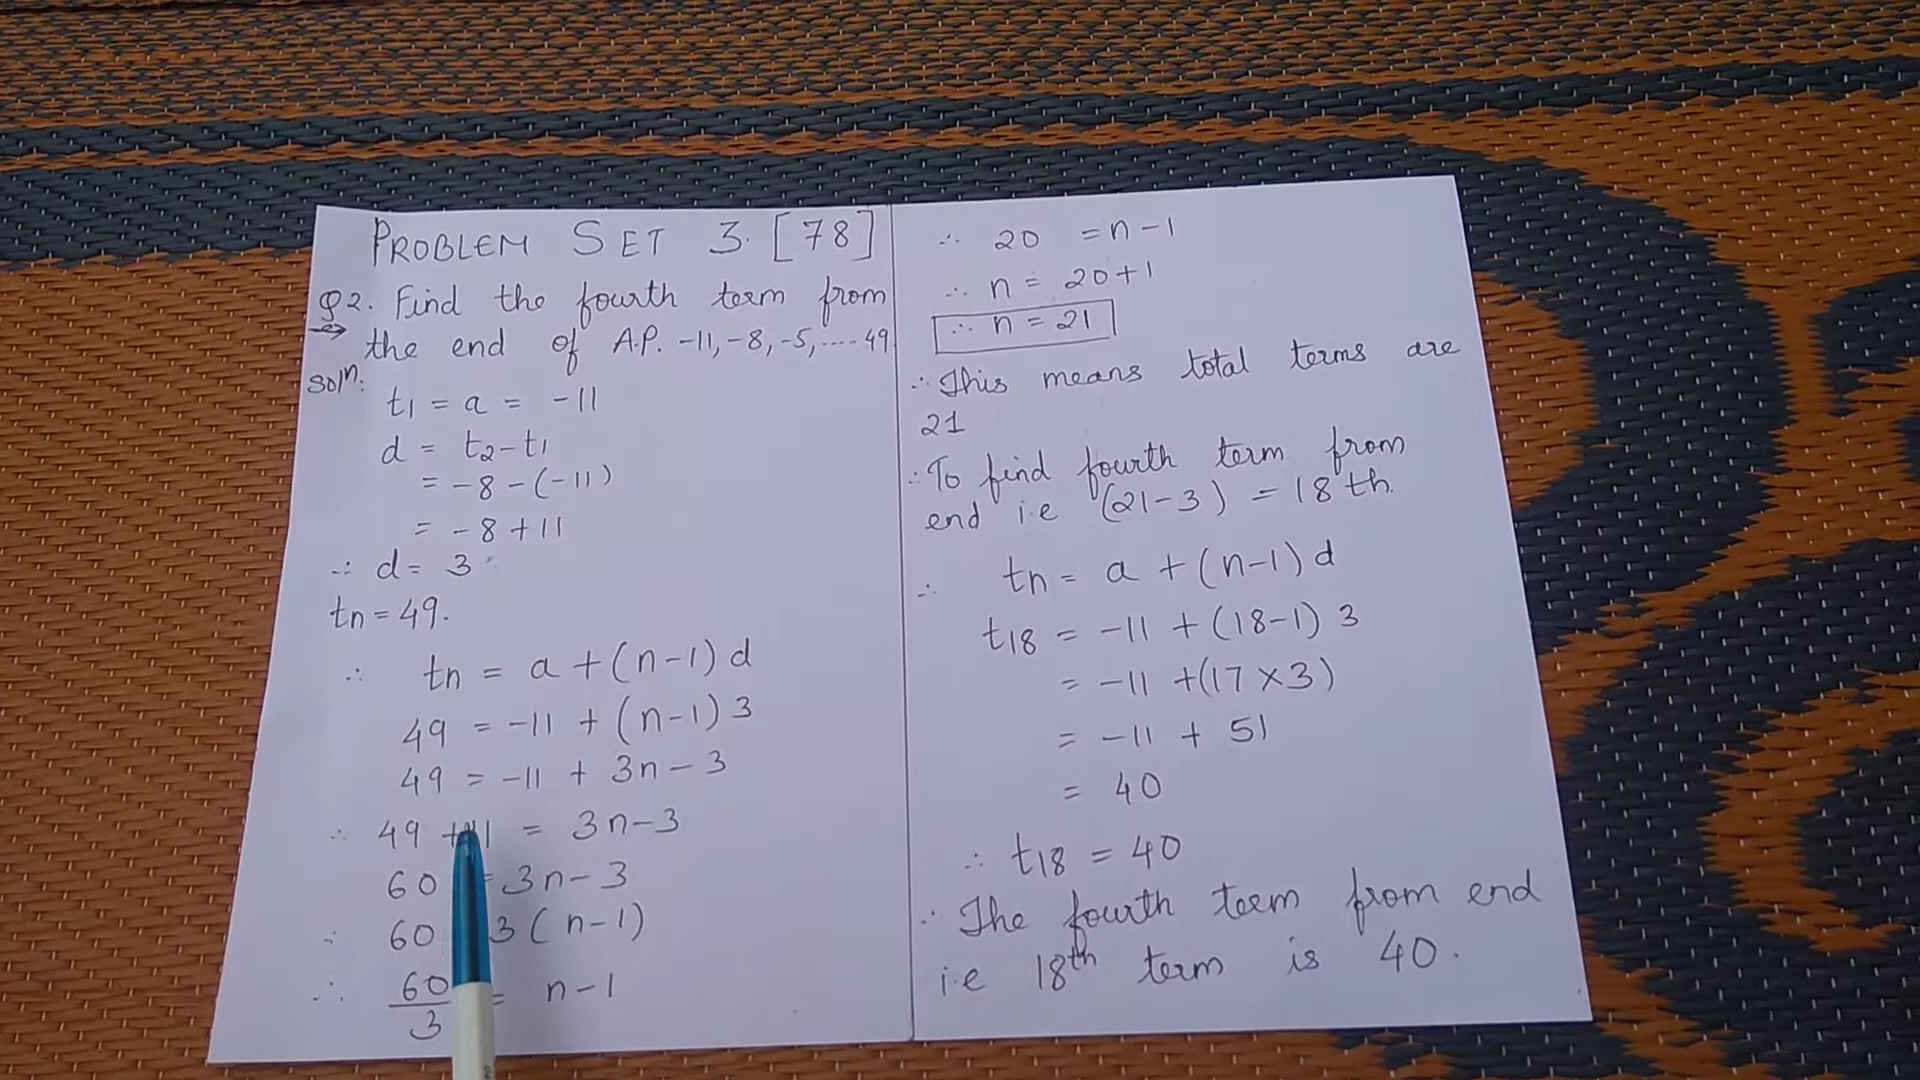 PROBLEM SET 3. [78]
Q2. Find the fourth term from
the end of A.P. -11, -8, -5, .... 49
Soln:
t1 = a = -11
d = t2 - t1
= -8 - (-11)
= -8 + 11
∴ d = 3
tn = 49.
∴ tn = a + (n-1) d
49 = -11 + (n-1) 3
49 = -11 + 3n - 3
∴ 49 + 11 = 3n - 3
60 = 3n - 3
∴ 60 3 (n-1)
∴ 60/3 = n - 1
∴ 20 = n - 1
∴ n = 20 + 1
∴ n = 21
∴ This means total terms are
21
∴ To find fourth term from
end i.e (21-3) = 18th.
∴ tn = a + (n-1) d
t18 = -11 + (18-1) 3
= -11 + (17 × 3)
= -11 + 51
= 40
∴ t18 = 40
∴ The fourth term from end
i.e 18th term is 40.